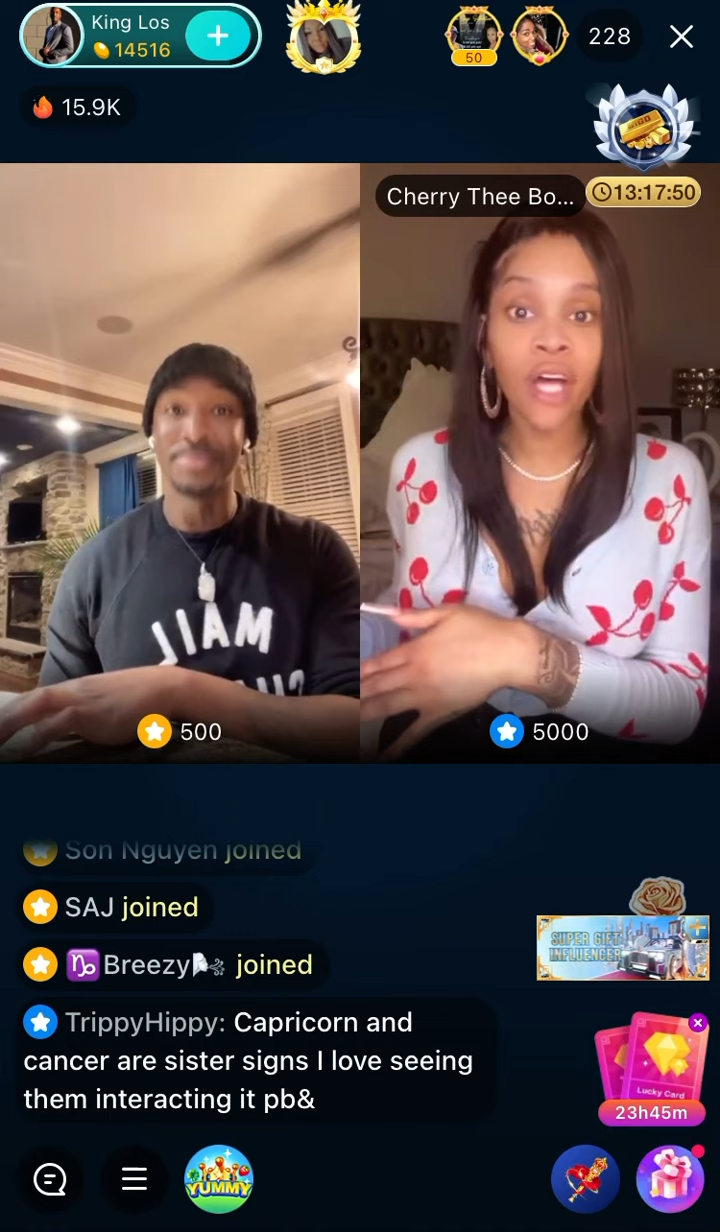 King Los
14516
50
228
15.9K
Cherry Thee Bo...
13:17:50
JAIL
500
5000
Son Nguyen joined
SAJ joined
♑Breezy🌬 joined
TrippyHippy: Capricorn and
cancer are sister signs I love seeing
them interacting it pb&
SUPER GIFT
INFLUENCER
Lucky Card
23h45m
YUMMY